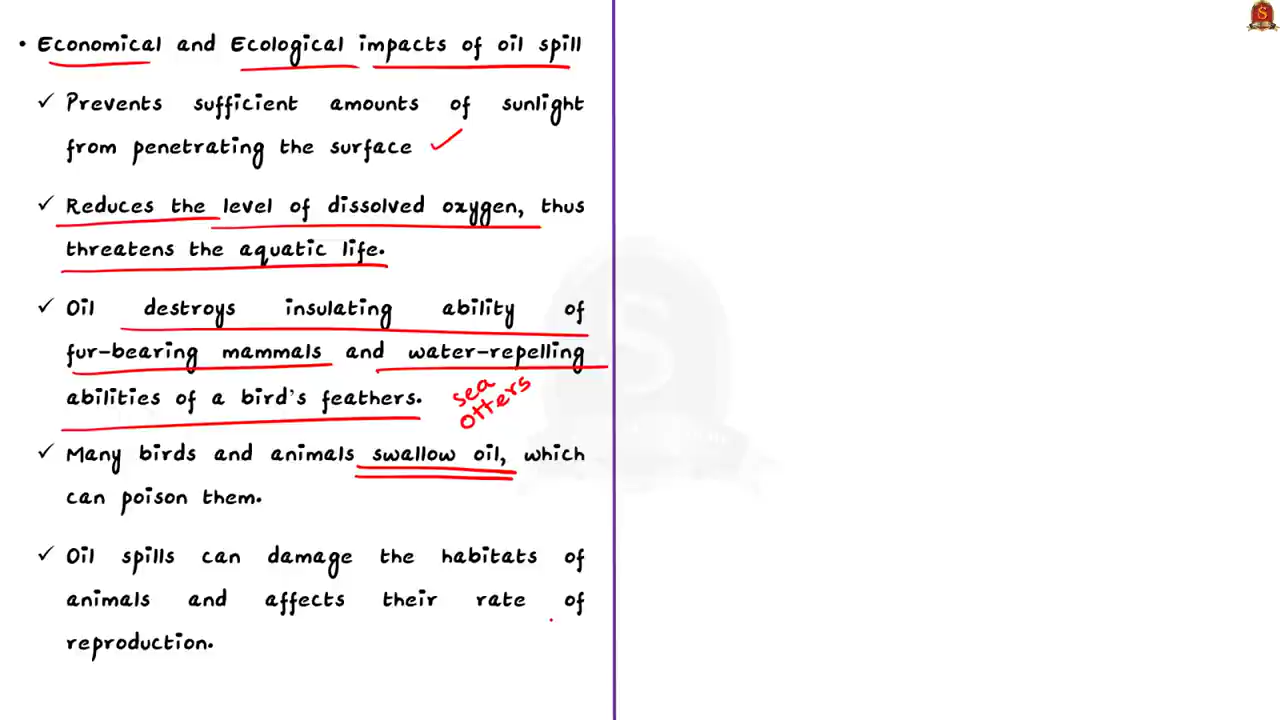 • Economical and Ecological impacts of oil spill
✓ Prevents sufficient amounts of sunlight
from penetrating the surface
✓ Reduces the level of dissolved oxygen, thus
threatens the aquatic life.
✓ Oil destroys insulating ability of
fur-bearing mammals and water-repelling
abilities of a bird's feathers.
sea
otters
✓ Many birds and animals swallow oil, which
can poison them.
✓ Oil spills can damage the habitats of
animals and affects their rate of
reproduction.
S
S